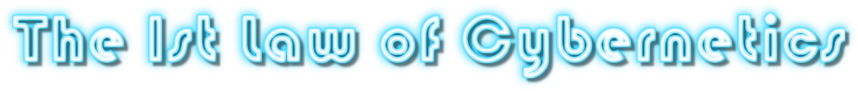 The 1st Law of Cybernetics